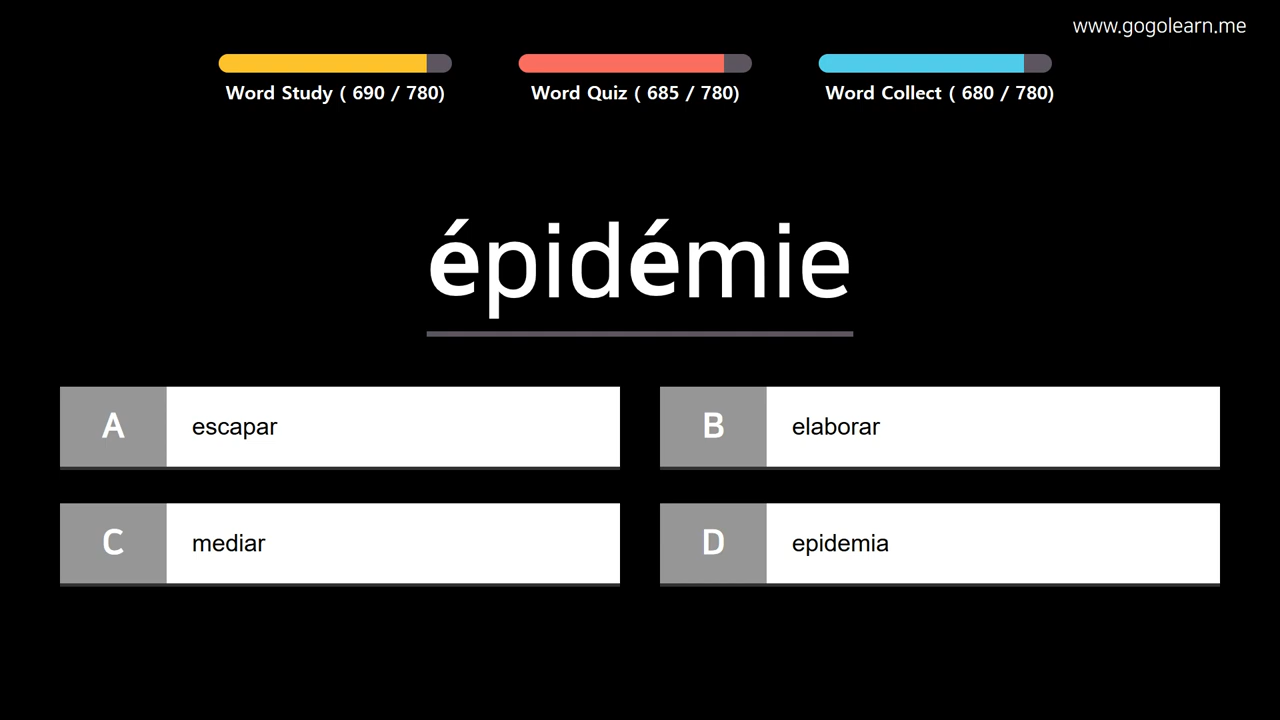 www.gogolearn.me
Word Study ( 690 / 780)
Word Quiz ( 685 / 780)
Word Collect ( 680 / 780)
épidémie
A escapar
B elaborar
C mediar
D epidemia